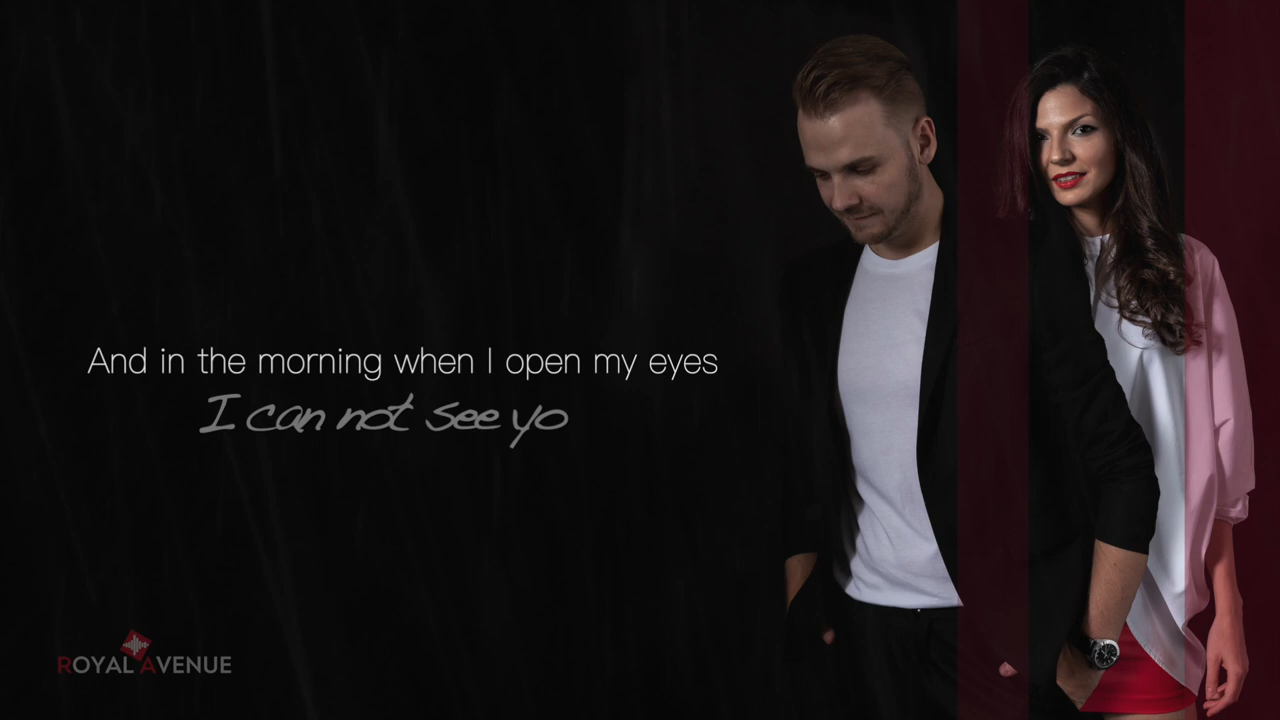 And in the morning when I open my eyes
I can not see yo
ROYAL AVENUE